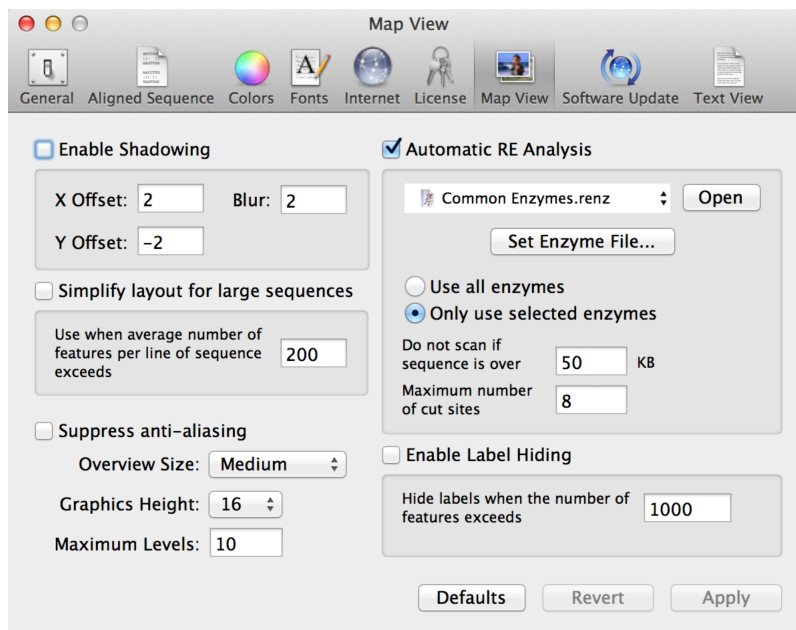 Map View
General
Aligned Sequence
Colors
Fonts
Internet
License
Map View
Software Update
Text View
Enable Shadowing
X Offset: 2
Blur: 2
Y Offset: -2
Simplify layout for large sequences
Use when average number of
features per line of sequence
exceeds
200
Suppress anti-aliasing
Overview Size: Medium
Graphics Height: 16
Maximum Levels: 10
Automatic RE Analysis
Common Enzymes.renz
Open
Set Enzyme File...
Use all enzymes
Only use selected enzymes
Do not scan if
sequence is over
50 KB
Maximum number
of cut sites
8
Enable Label Hiding
Hide labels when the number of
features exceeds
1000
Defaults
Revert
Apply